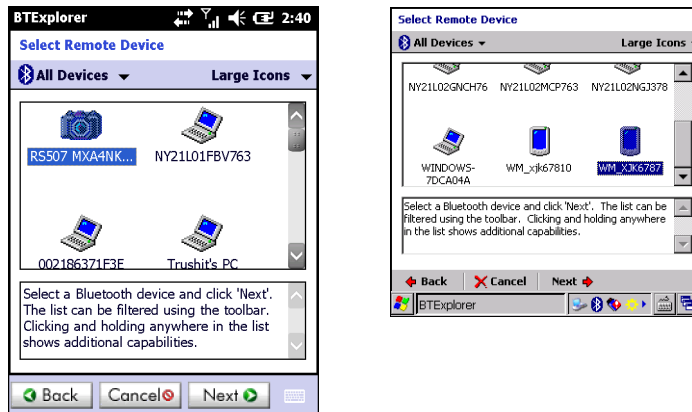 BTExplorer 2:40
Select Remote Device
All Devices Large Icons
RS507 MXA4NK... NY21L01FBV763
002186371F3E Trushit's PC
Select a Bluetooth device and click 'Next'.
The list can be filtered using the toolbar.
Clicking and holding anywhere in the list
shows additional capabilities.
Back Cancel Next
Select Remote Device
All Devices Large Icons
NY21L02GNCH76 NY21L02MCP763 NY21L02NGJ378
WINDOWS-
7DCA04A WM_xjk67810 WM_XJK6787
Select a Bluetooth device and click 'Next'. The list can be
filtered using the toolbar. Clicking and holding anywhere
in the list shows additional capabilities.
Back Cancel Next
BTExplorer